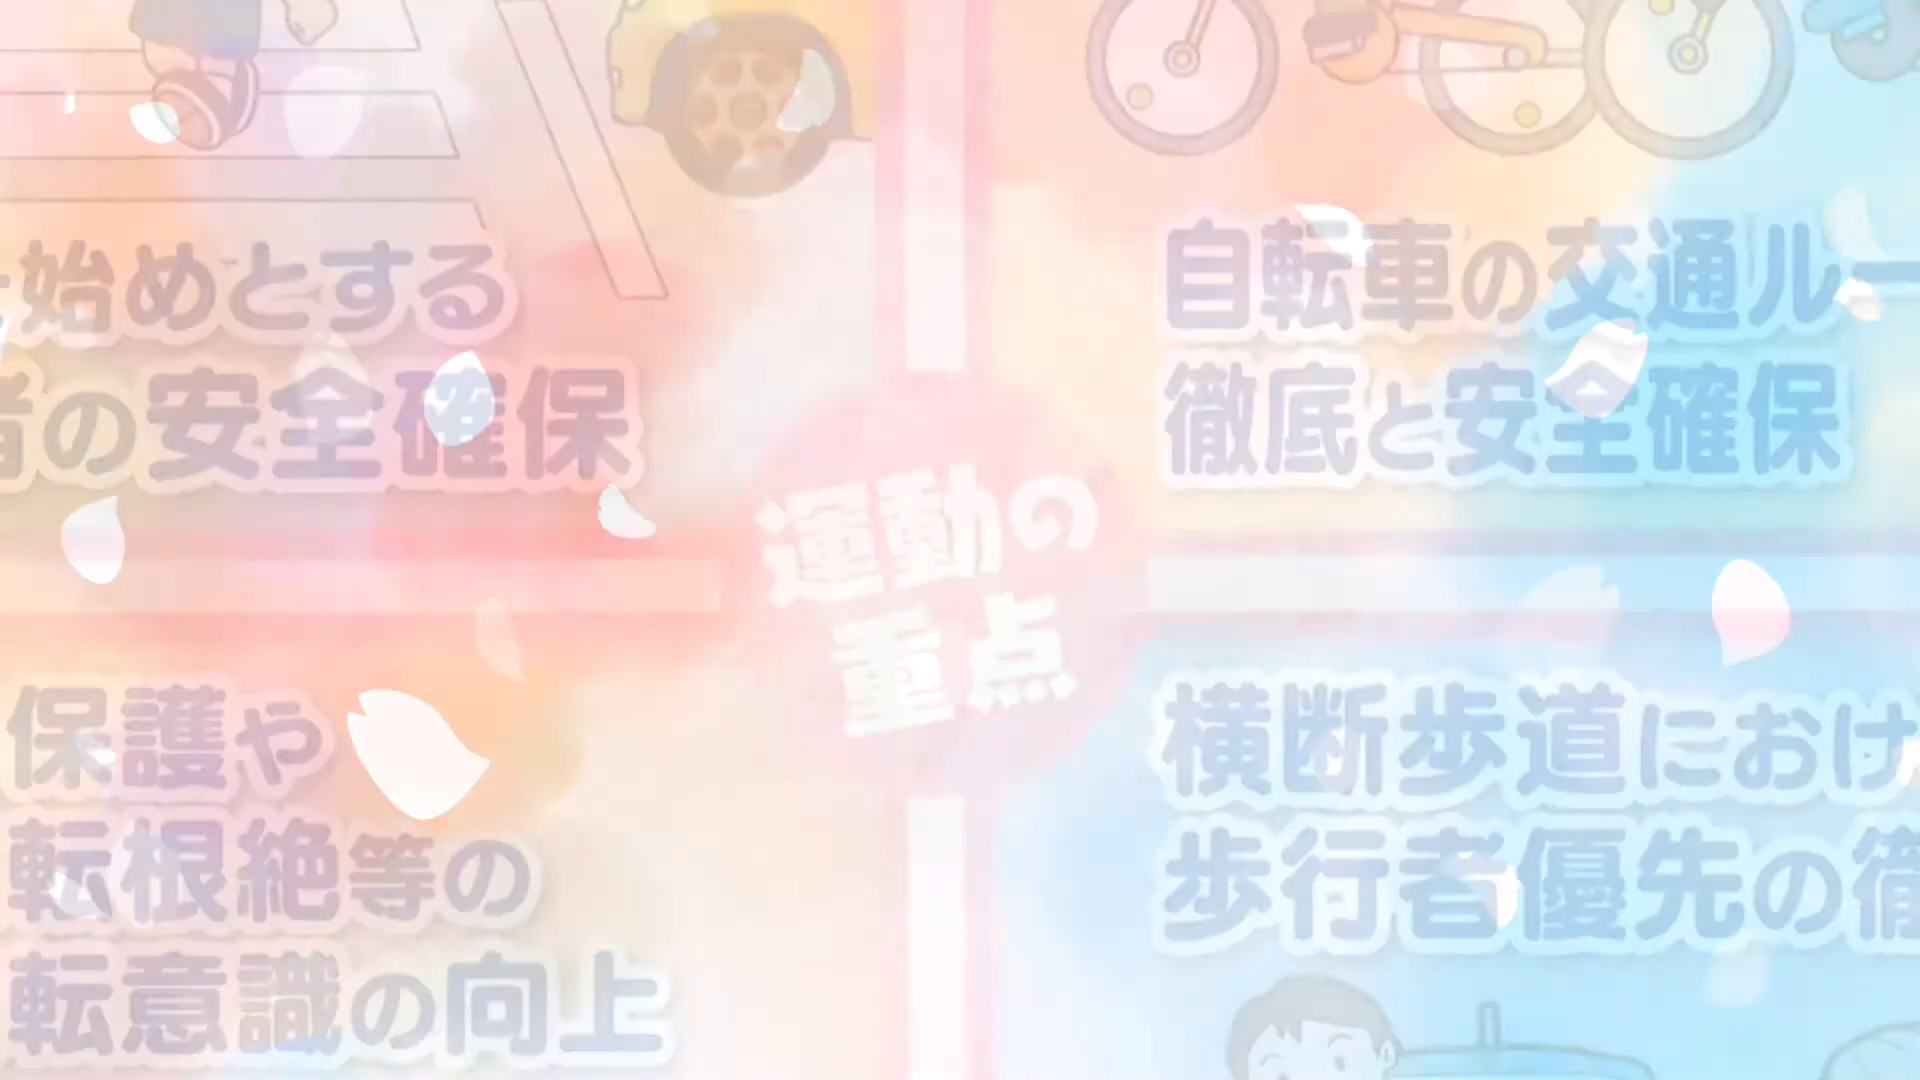 始めとする
者の安全確保
自転車の交通ルー
徹底と安全確保
運動の
重点
保護や
転根絶等の
転意識の向上
横断歩道におけ
歩行者優先の徹